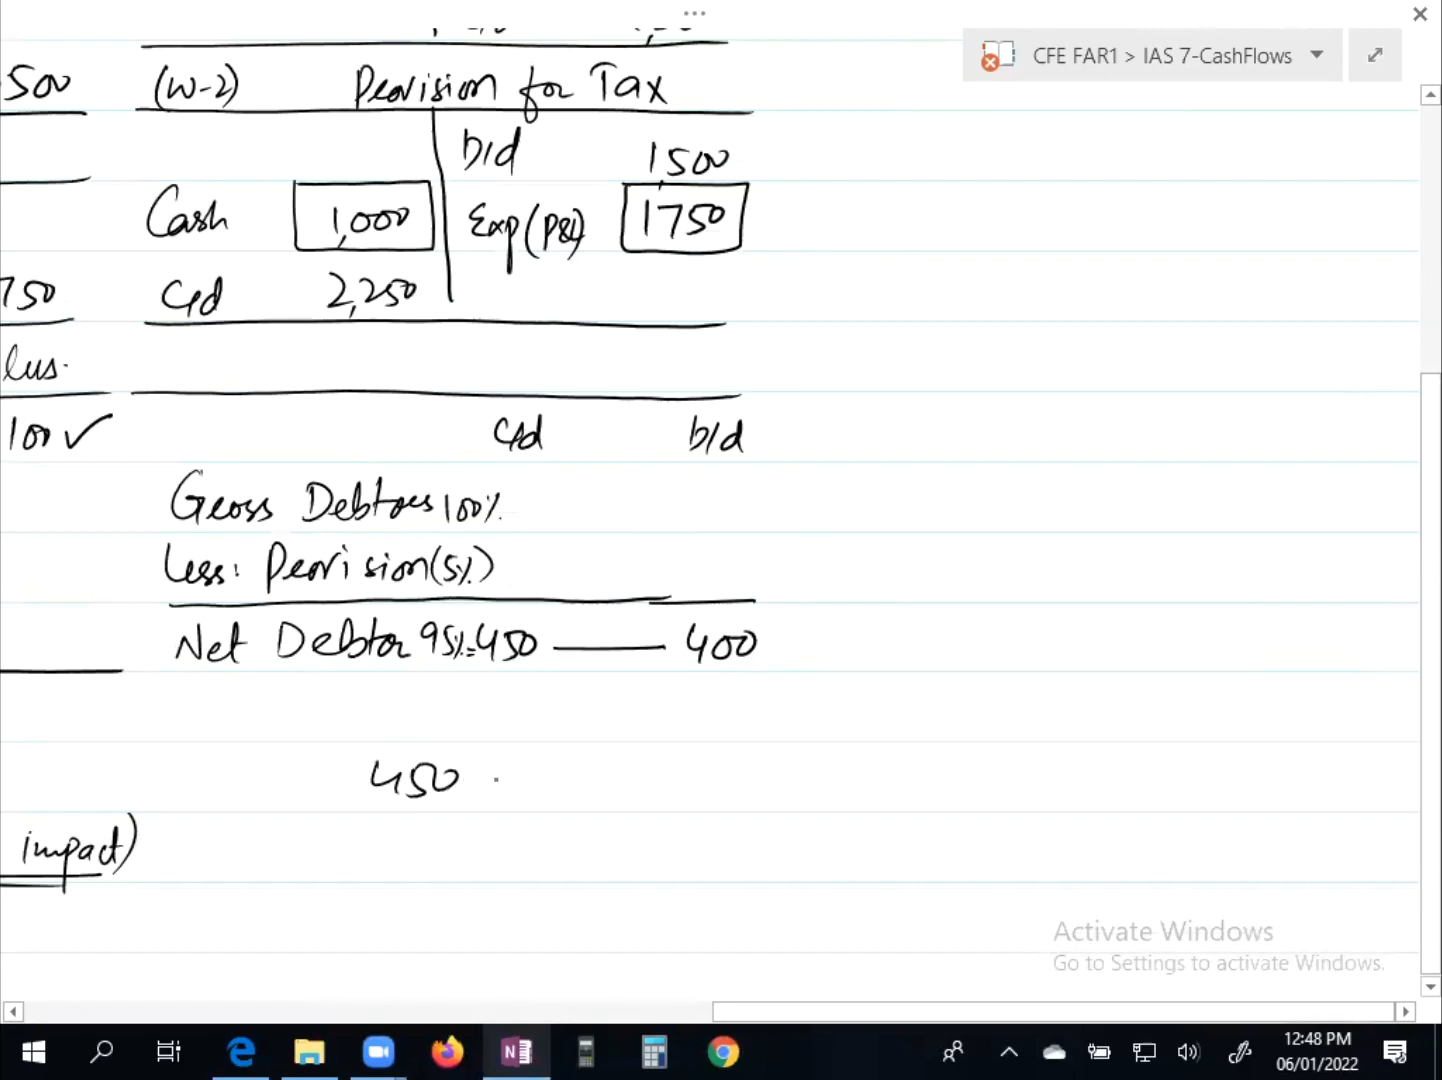 CFE FAR1 > IAS 7-CashFlows
500 (W-2) Provision for Tax
b/d 1,500
Cash 1,000 Exp(P&L) 1750
750 c/d 2,250
lus.
100 ✓ c/d b/d
Gross Debtors 100%
Less: Provision(5%)
Net Debtor 95%=450 —— 400
450
impact)
Activate Windows
Go to Settings to activate Windows.
12:48 PM
06/01/2022